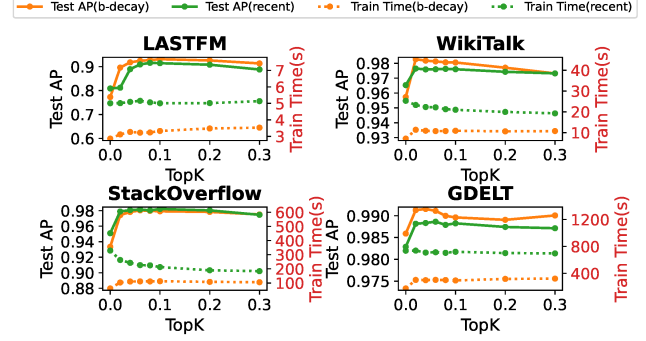 Test AP(b-decay) Test AP(recent) Train Time(b-decay) Train Time(recent)
LASTFM WikiTalk
Test AP 0.9 0.8 0.7 0.6
7 6 5 4 3 Train Time(s)
0.0 0.1 0.2 0.3
TopK
Test AP 0.98 0.97 0.96 0.95 0.94 0.93
40 30 20 10 Train Time(s)
0.0 0.1 0.2 0.3
TopK
StackOverflow GDELT
Test AP 0.98 0.95 0.93 0.90 0.88
600 500 400 300 200 100 Train Time(s)
0.0 0.1 0.2 0.3
TopK
Test AP 0.990 0.985 0.980 0.975
1200 800 400 Train Time(s)
0.0 0.1 0.2 0.3
TopK